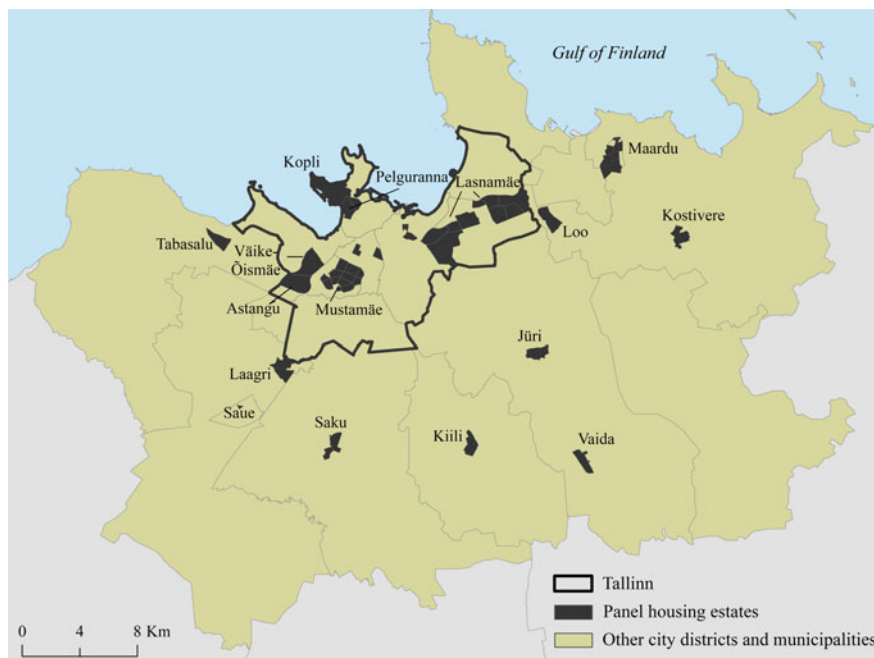 Gulf of Finland
Maardu
Kopli
Pelguranna
Lasnamäe
Kostivere
Loo
Tabasalu
Väike-
Õismäe
Astangu
Mustamäe
Jüri
Laagri
Saue
Saku
Kiili
Vaida
Tallinn
Panel housing estates
Other city districts and municipalities
0 4 8 Km